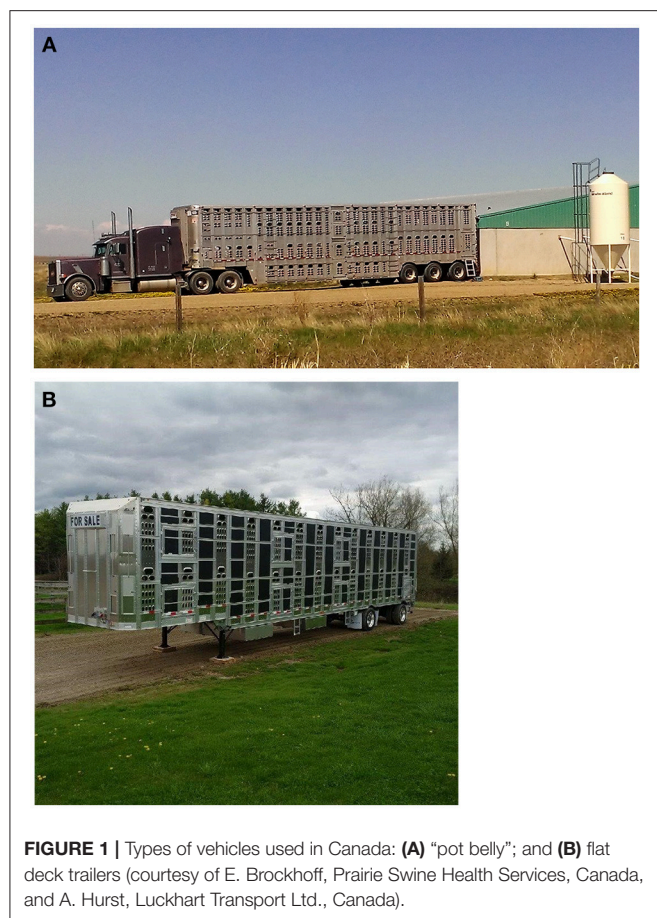 A
B
FOR SALE
FIGURE 1 | Types of vehicles used in Canada: (A) “pot belly”; and (B) flat
deck trailers (courtesy of E. Brockhoff, Prairie Swine Health Services, Canada,
and A. Hurst, Luckhart Transport Ltd., Canada).